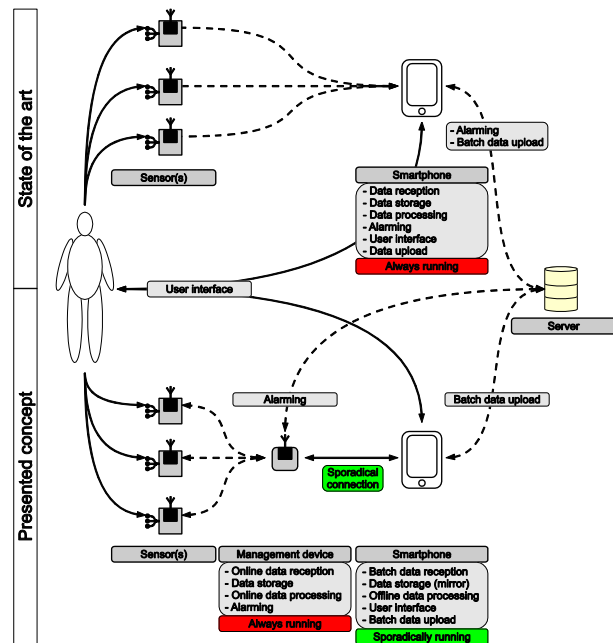 State of the art
Sensor(s)
- Alarming
- Batch data upload
Smartphone
- Data reception
- Data storage
- Data processing
- Alarming
- User interface
- Data upload
Always running
User interface
Server
Presented concept
Alarming
Batch data upload
Sporadical
connection
Sensor(s)
Management device
- Online data reception
- Data storage
- Online data processing
- Alarming
Always running
Smartphone
- Batch data reception
- Data storage (mirror)
- Offline data processing
- User Interface
- Batch data upload
Sporadically running